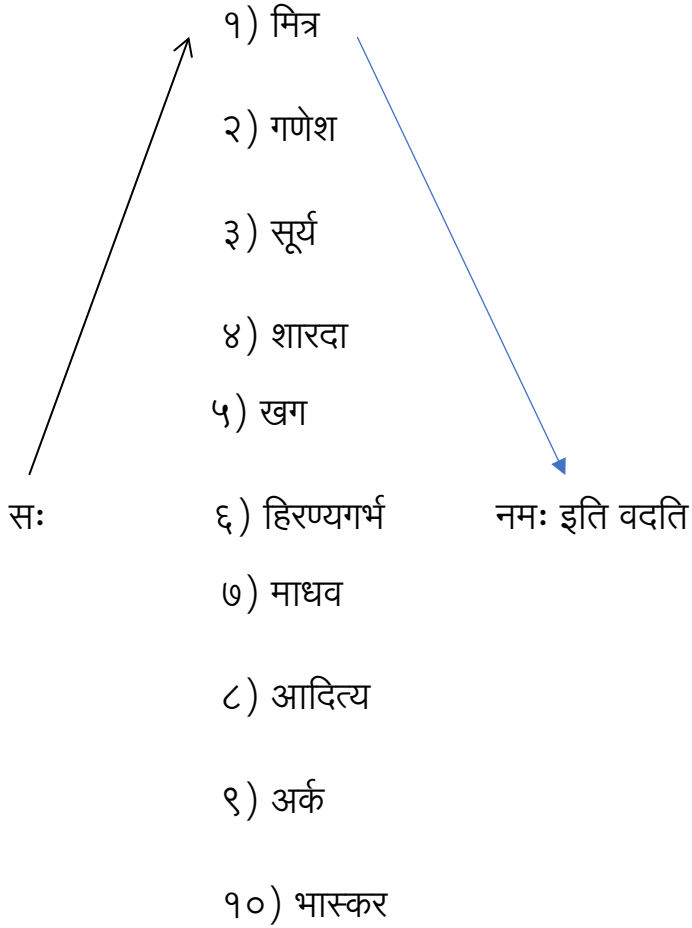 १) मित्र
२) गणेश
३) सूर्य
४) शारदा
५) खग
सः ६) हिरण्यगर्भ नमः इति वदति
७) माधव
८) आदित्य
९) अर्क
१०) भास्कर